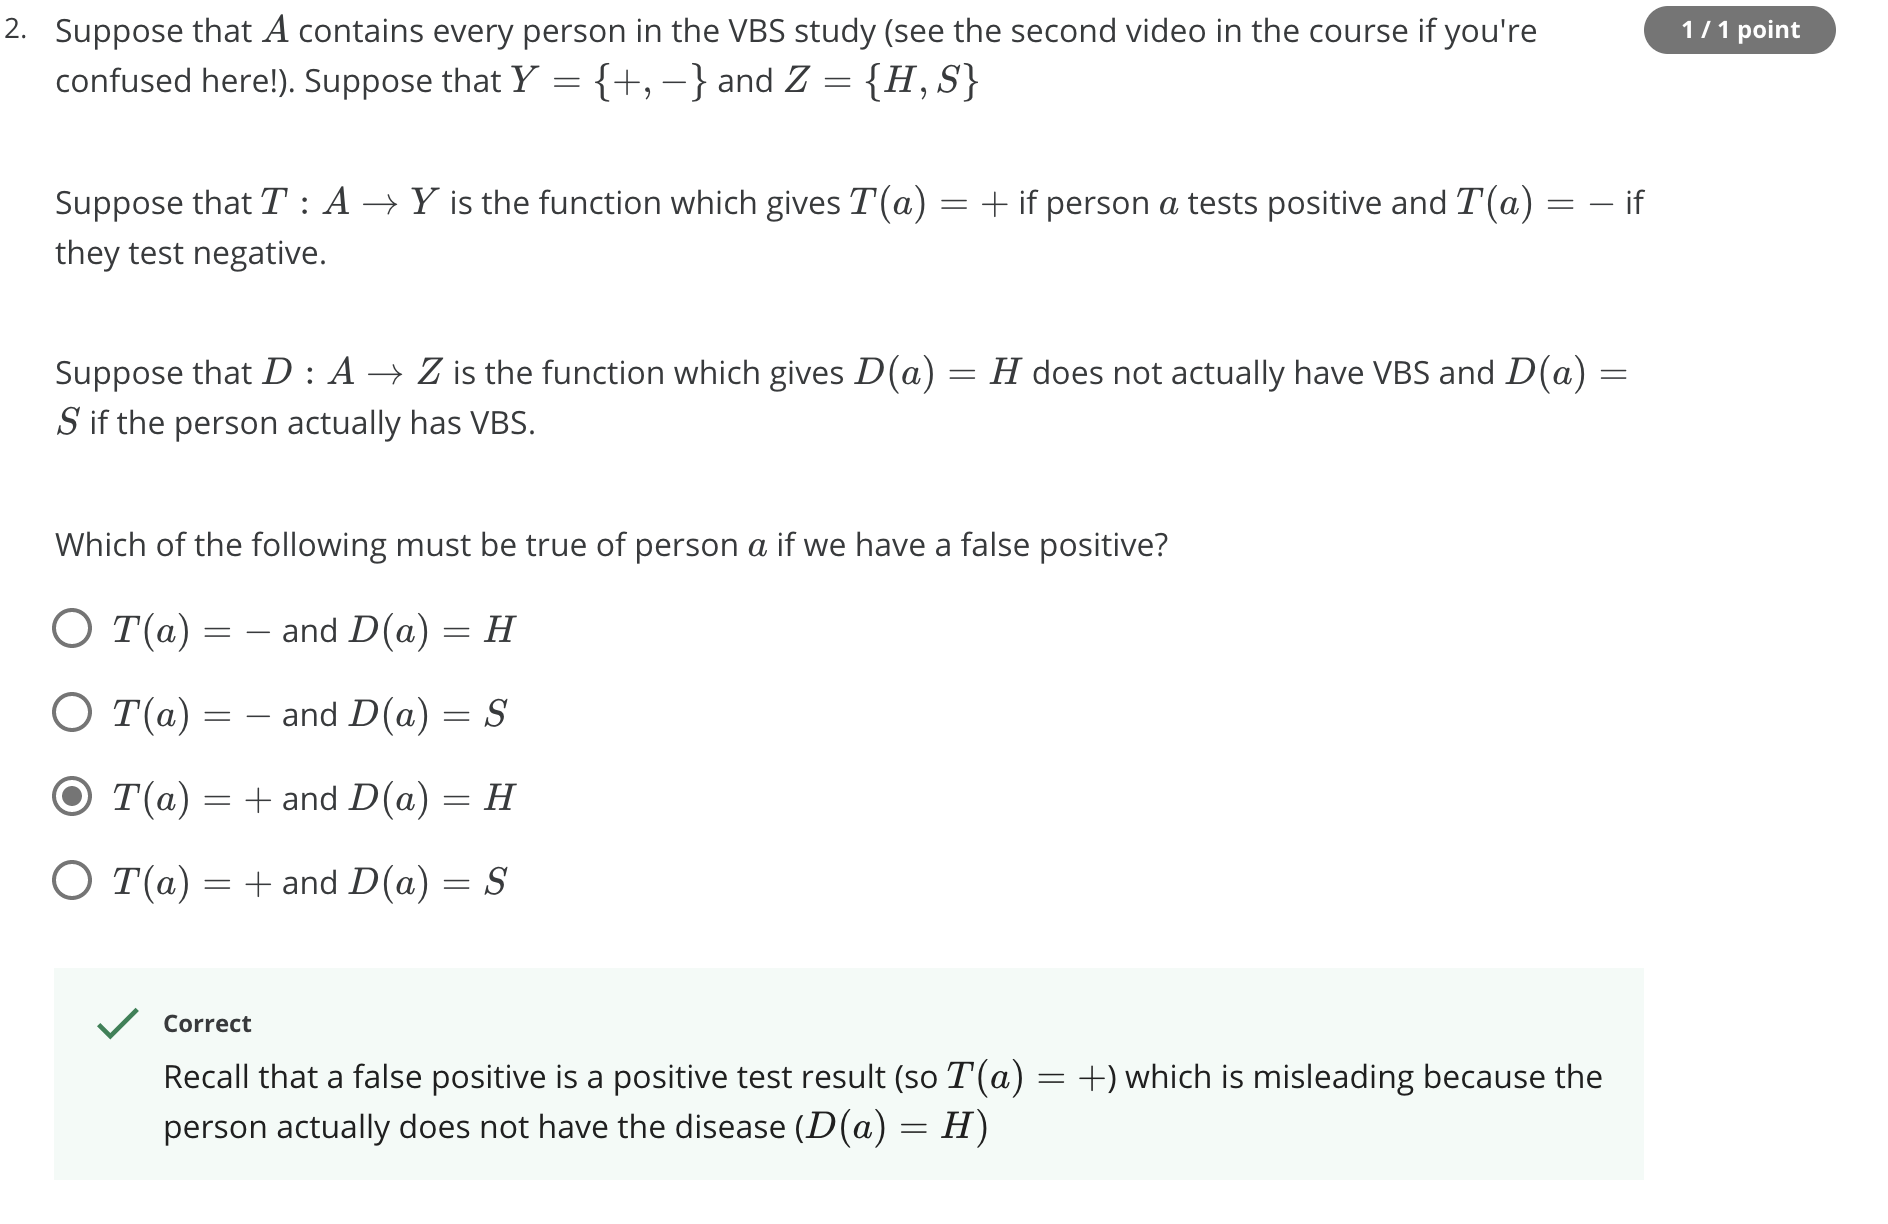 2. Suppose that A contains every person in the VBS study (see the second video in the course if you're
1 / 1 point
confused here!). Suppose that Y = {+, −} and Z = {H, S}
Suppose that T : A → Y is the function which gives T(a) = + if person a tests positive and T(a) = − if
they test negative.
Suppose that D : A → Z is the function which gives D(a) = H does not actually have VBS and D(a) =
S if the person actually has VBS.
Which of the following must be true of person a if we have a false positive?
T(a) = − and D(a) = H
T(a) = − and D(a) = S
T(a) = + and D(a) = H
T(a) = + and D(a) = S
Correct
Recall that a false positive is a positive test result (so T(a) = +) which is misleading because the
person actually does not have the disease (D(a) = H)